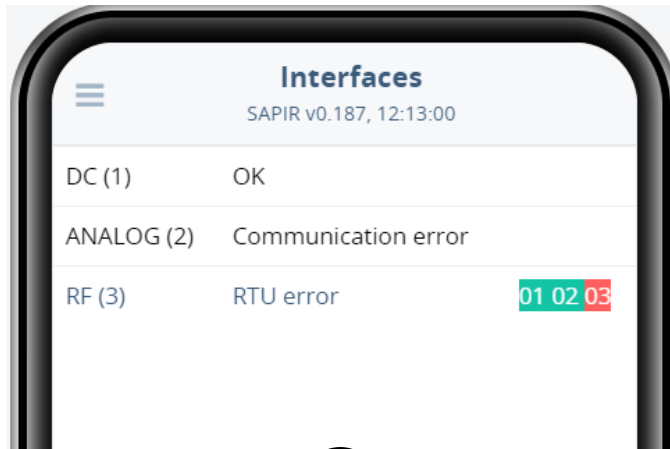 Interfaces
SAPIR v0.187, 12:13:00
DC (1) OK
ANALOG (2) Communication error
RF (3) RTU error 01 02 03